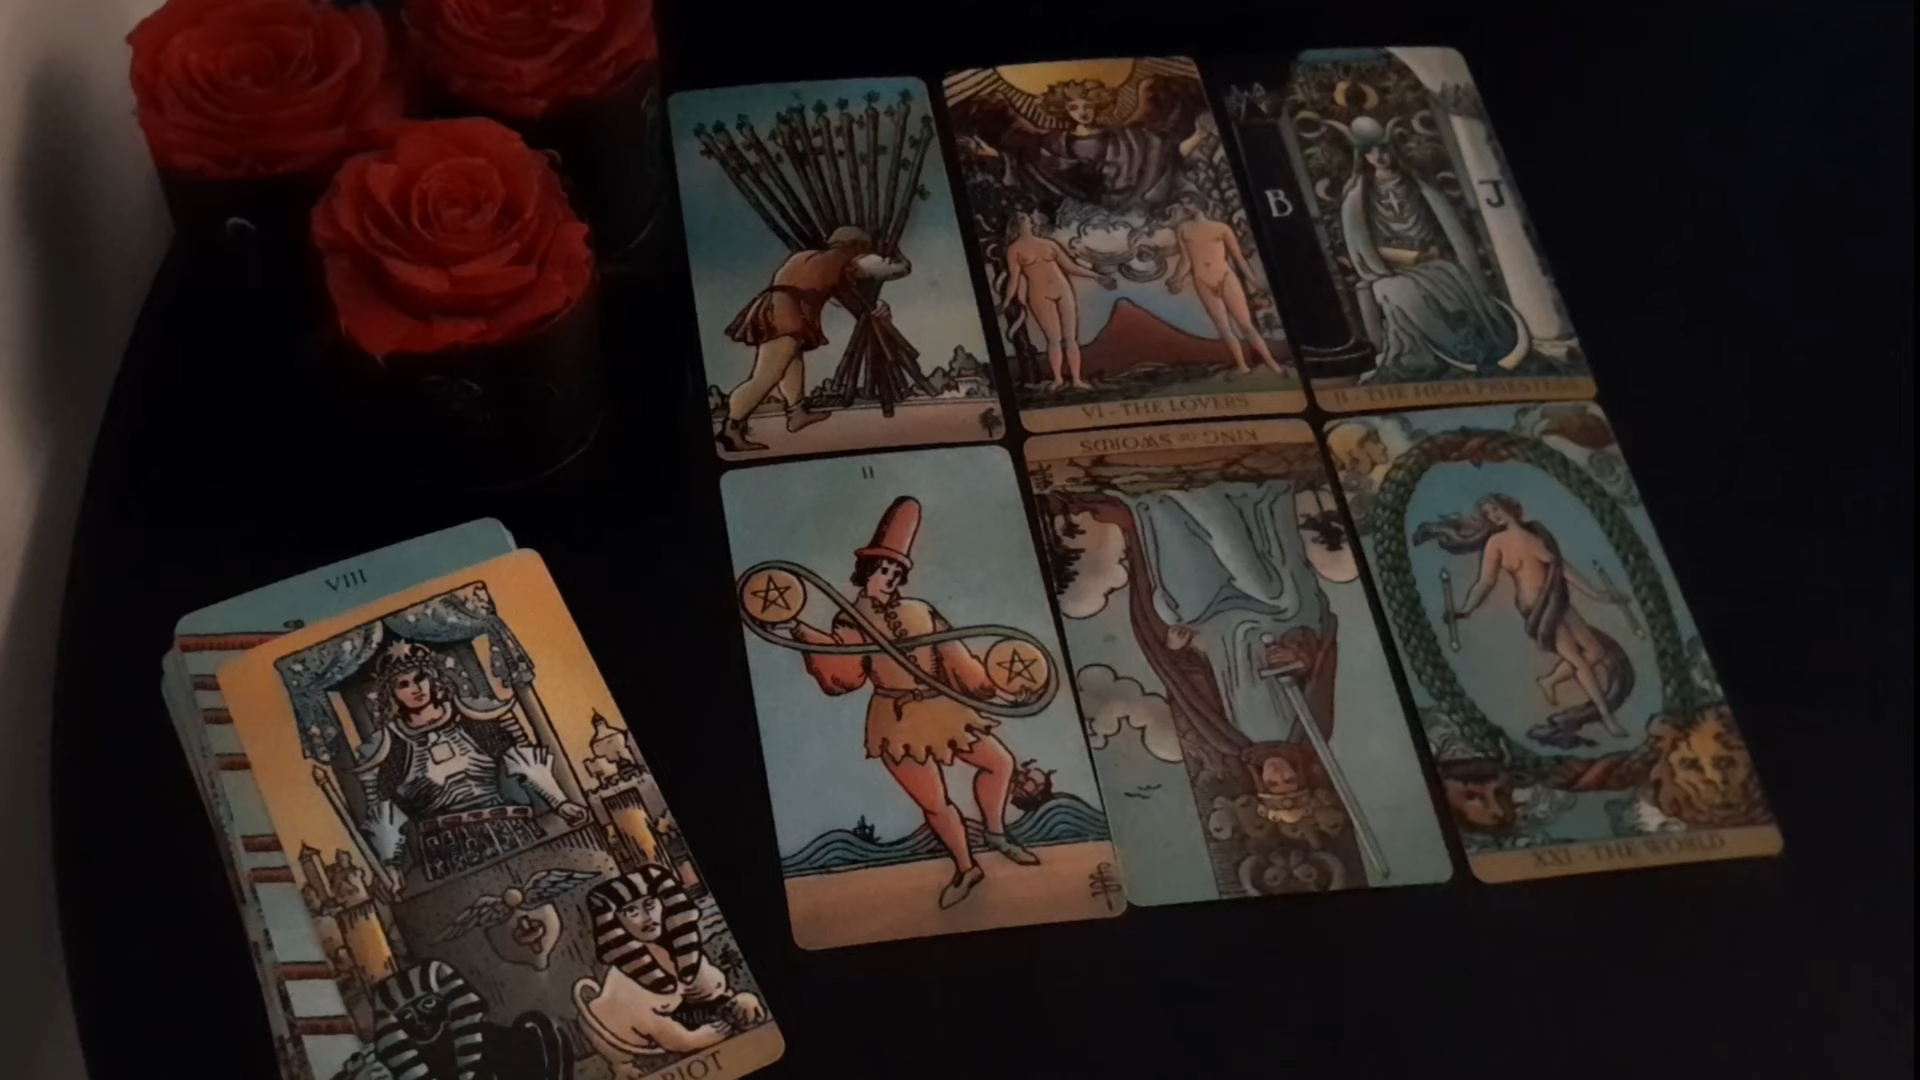 X
B
J
VI - THE LOVERS
II - THE HIGH PRIESTESS
KING OF SWORDS
II
VIII
XXI - THE WORLD
RIOT